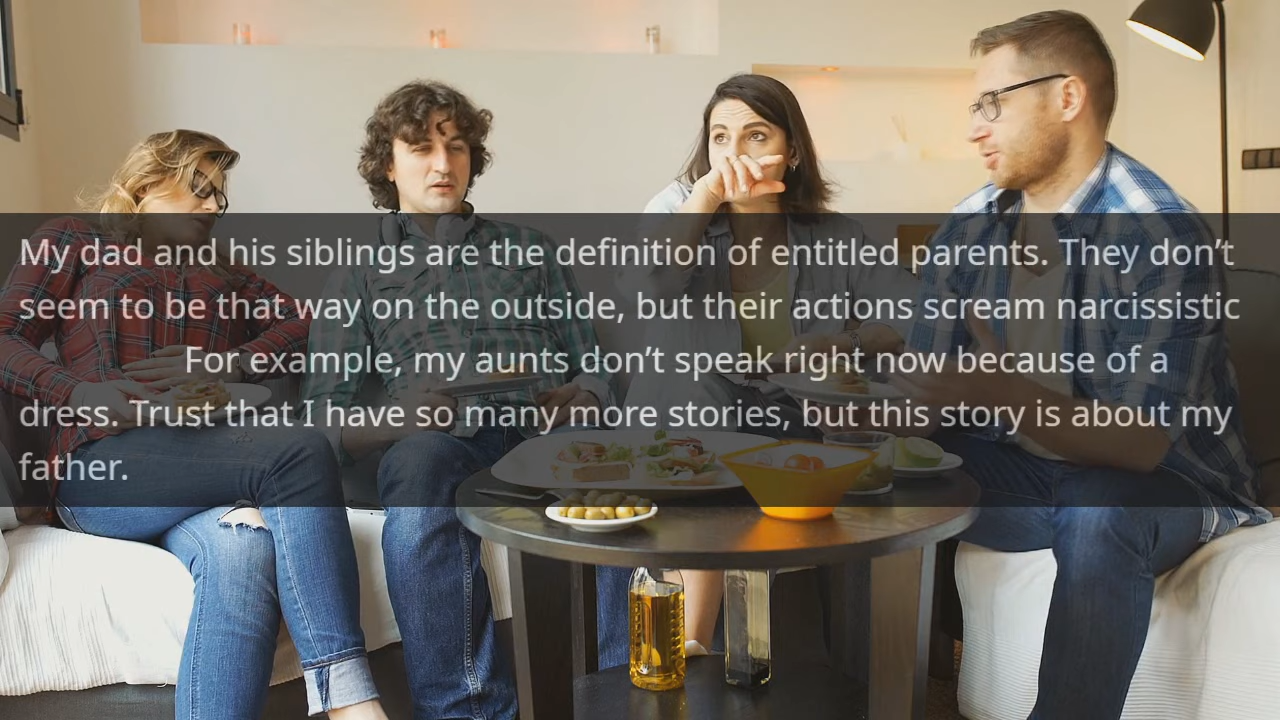 My dad and his siblings are the definition of entitled parents. They don’t
seem to be that way on the outside, but their actions scream narcissistic
For example, my aunts don’t speak right now because of a
dress. Trust that I have so many more stories, but this story is about my
father.